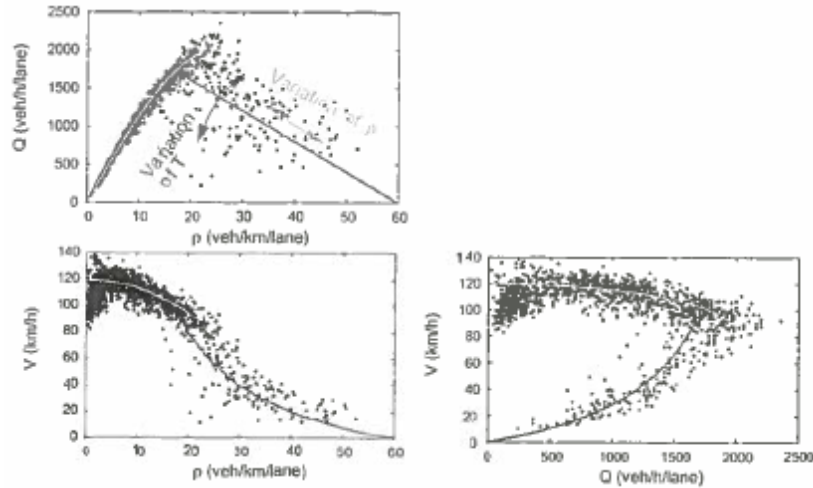 2500
2000
1500
1000
500
0
Q (veh/h/lane)
Variation of ρ
Variation
of T
0 10 20 30 40 50 60
ρ (veh/km/lane)
140
120
100
80
60
40
20
0
V (km/h)
10 20 30 40 50 60
ρ (veh/km/lane)
140
120
100
80
60
40
20
0
V (km/h)
0 500 1000 1500 2000 2500
Q (veh/h/lane)